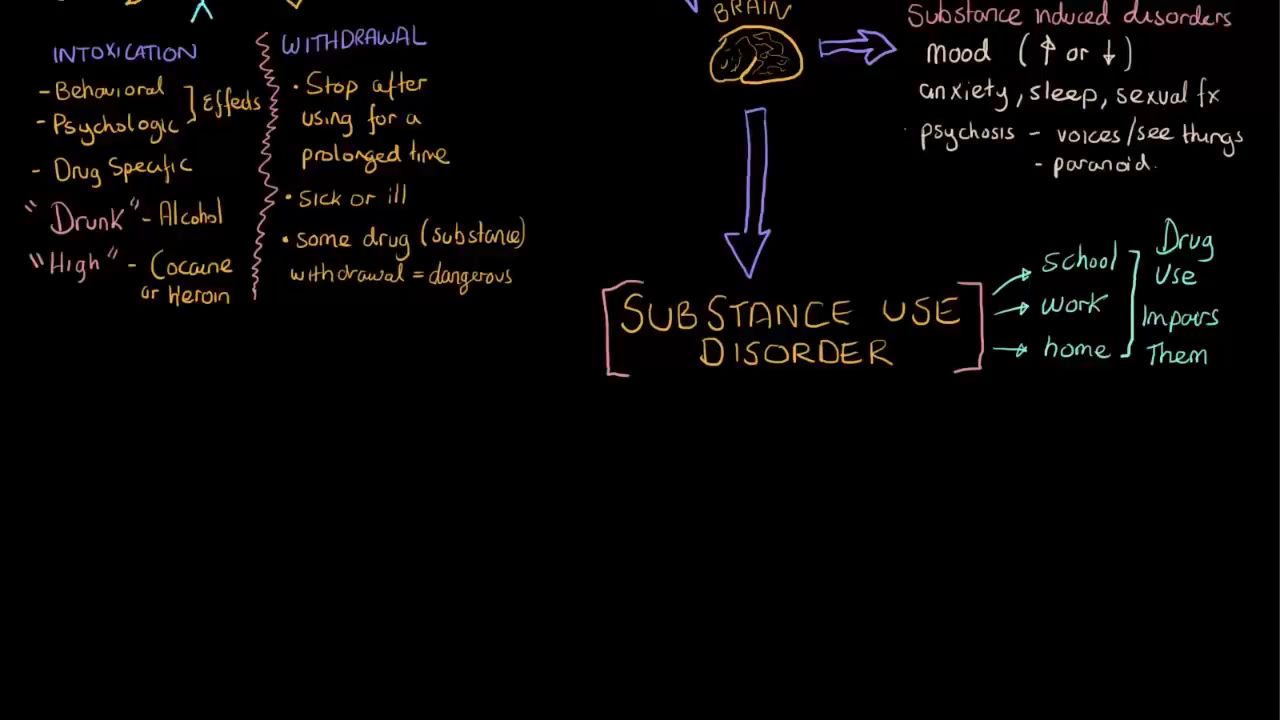 INTOXICATION
- Behavioral
- Psychologic
Effects
- Drug Specific
"Drunk" - Alcohol
"High" - Cocaine
or Heroin
WITHDRAWAL
• Stop after
using for a
prolonged time
• Sick or ill
• Some drug (substance)
withdrawal = dangerous
BRAIN
Substance induced disorders
mood (↑ or ↓)
anxiety, sleep, sexual fx
psychosis - voices/see things
- paranoid.
SUBSTANCE USE
DISORDER
school
work
home
Drug
Use
Impairs
Them